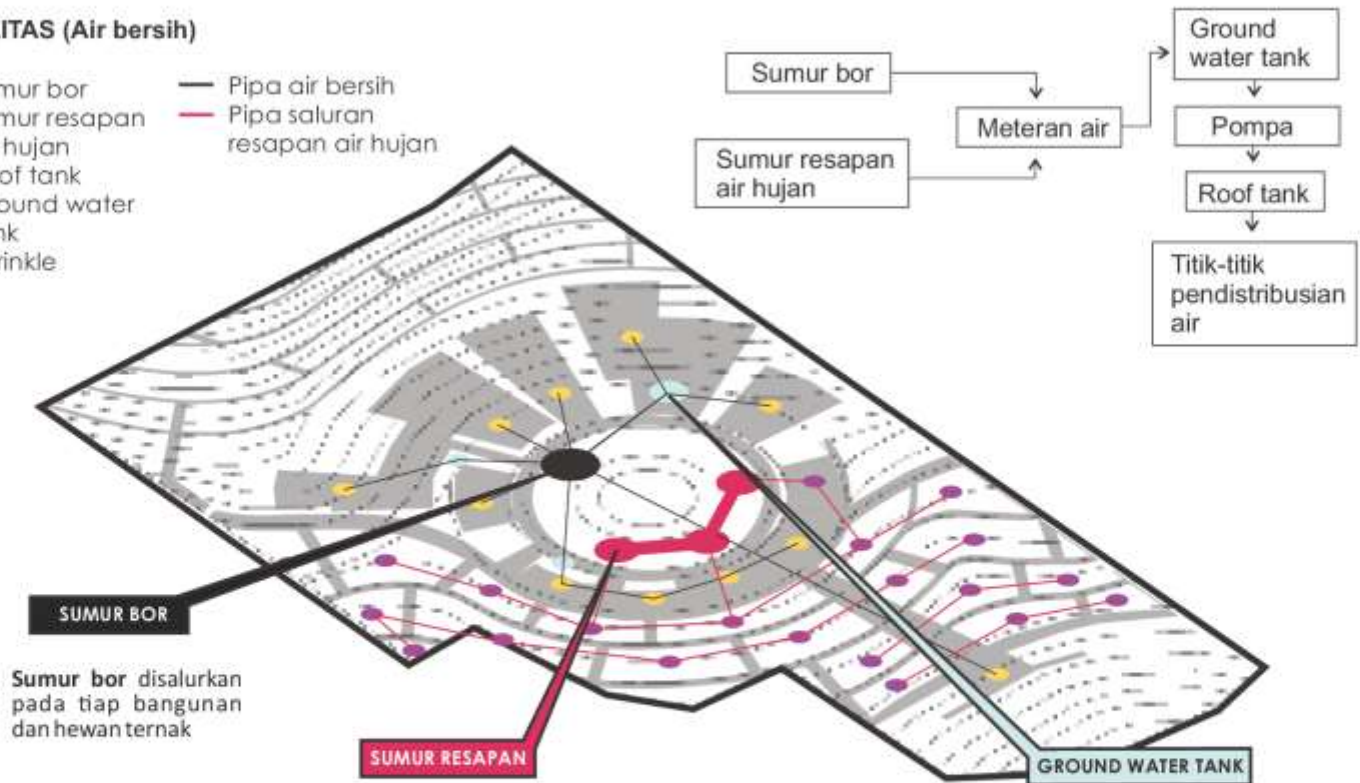 LITAS (Air bersih)
mur bor
mur resapan
hujan
of tank
ound water
nk
rinkle
Pipa air bersih
Pipa saluran
resapan air hujan
Sumur bor
Sumur resapan
air hujan
Meteran air
Ground
water tank
Pompa
Roof tank
Titik-titik
pendistribusian
air
SUMUR BOR
Sumur bor disalurkan
pada tiap bangunan
dan hewan ternak
SUMUR RESAPAN
GROUND WATER TANK